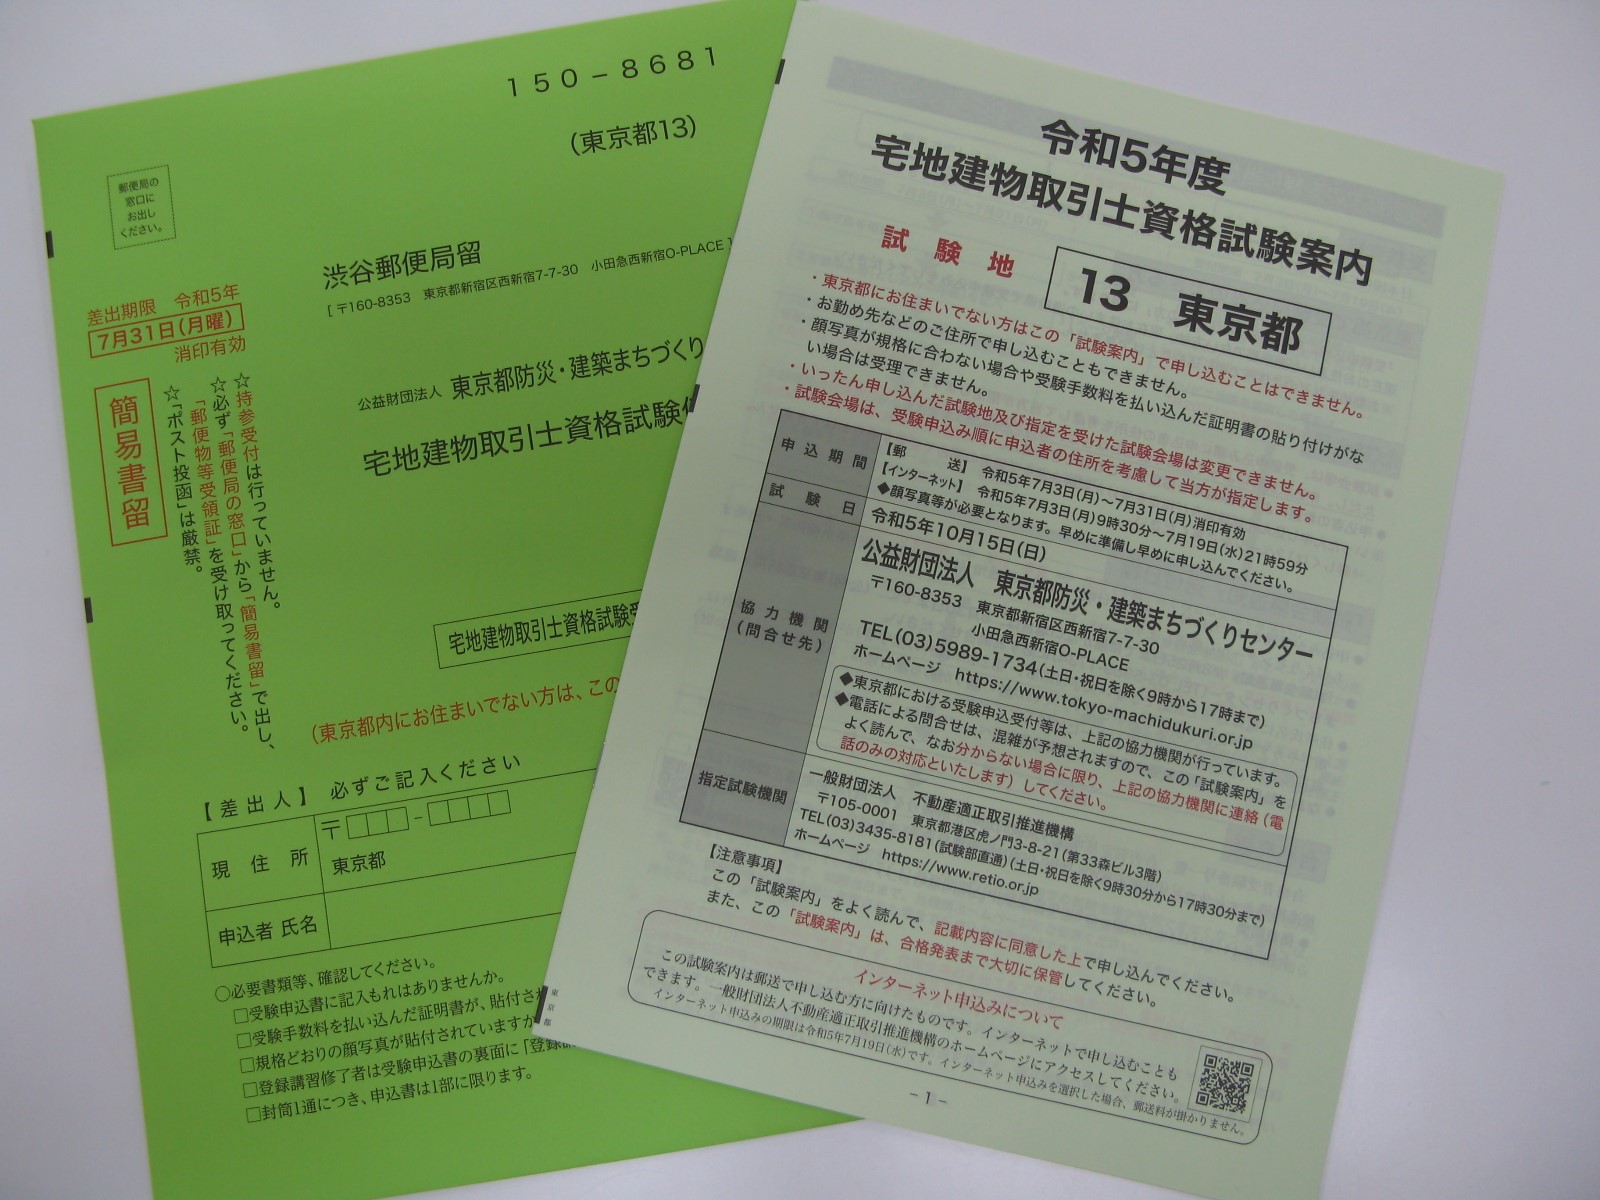 150-8681
(東京都13)
郵便局の
窓口に
お出し
ください。
渋谷郵便局留
[〒160-8353 東京都新宿区西新宿7-7-30 小田急西新宿O-PLACE]
差出期限 令和5年
7月31日(月曜)
消印有効
公益財団法人 東京都防災・建築まちづくり
宅地建物取引士資格試験
簡易書留
☆持参受付は行っていません。
☆必ず「郵便局の窓口」から「簡易書留」で出し、
「郵便物等受領証」を受け取ってください。
☆「ポスト投函」は厳禁。
宅地建物取引士資格試験受
(東京都内にお住まいでない方は、この
【差出人】 必ずご記入ください
現住所
〒 -
東京都
申込者 氏名
○必要書類等、確認してください。
□受験申込書に記入もれはありませんか。
□受験手数料を払い込んだ証明書が、貼付され
□規格どおりの顔写真が貼付されていますか
□登録講習修了者は受験申込書の裏面に「登録
□封筒1通につき、申込書は1部に限ります。
令和5年度
宅地建物取引士資格試験案内
試験地
13 東京都
・東京都にお住まいでない方はこの「試験案内」で申し込むことはできません。
・お勤め先などのご住所で申し込むこともできません。
・顔写真が規格に合わない場合や受験手数料を払い込んだ証明書の貼り付けがな
い場合は受理できません。
・いったん申し込んだ試験地及び指定を受けた試験会場は変更できません。
・試験会場は、受験申込み順に申込者の住所を考慮して当方が指定します。
申込期間
【郵 送】 令和5年7月3日(月)～7月31日(月)消印有効
【インターネット】 令和5年7月3日(月)9時30分～7月19日(水)21時59分
◆顔写真等が必要となります。早めに準備し早めに申し込んでください。
試験日
令和5年10月15日(日)
協力機関
(問合せ先)
公益財団法人 東京都防災・建築まちづくりセンター
〒160-8353 東京都新宿区西新宿7-7-30
小田急西新宿O-PLACE
TEL(03)5989-1734(土日・祝日を除く9時から17時まで)
ホームページ https://www.tokyo-machidukuri.or.jp
◆東京都における受験申込受付等は、上記の協力機関が行っています。
◆電話による問合せは、混雑が予想されますので、この「試験案内」を
よく読んで、なお分からない場合に限り、上記の協力機関に連絡(電
話のみの対応といたします)してください。
指定試験機関
一般財団法人 不動産適正取引推進機構
〒105-0001 東京都港区虎ノ門3-8-21(第33森ビル3階)
TEL(03)3435-8181(試験部直通)(土日・祝日を除く9時30分から17時30分まで)
ホームページ https://www.retio.or.jp
【注意事項】
この「試験案内」をよく読んで、記載内容に同意した上で申し込んでください。
また、この「試験案内」は、合格発表まで大切に保管してください。
インターネット申込みについて
この試験案内は郵送で申し込む方に向けたものです。インターネットで申し込むことも
できます。一般財団法人不動産適正取引推進機構のホームページにアクセスしてください。
インターネット申込みの期限は令和5年7月19日(水)です。インターネット申込みを選択した場合、郵送料が掛かりません。
東京都
-1-